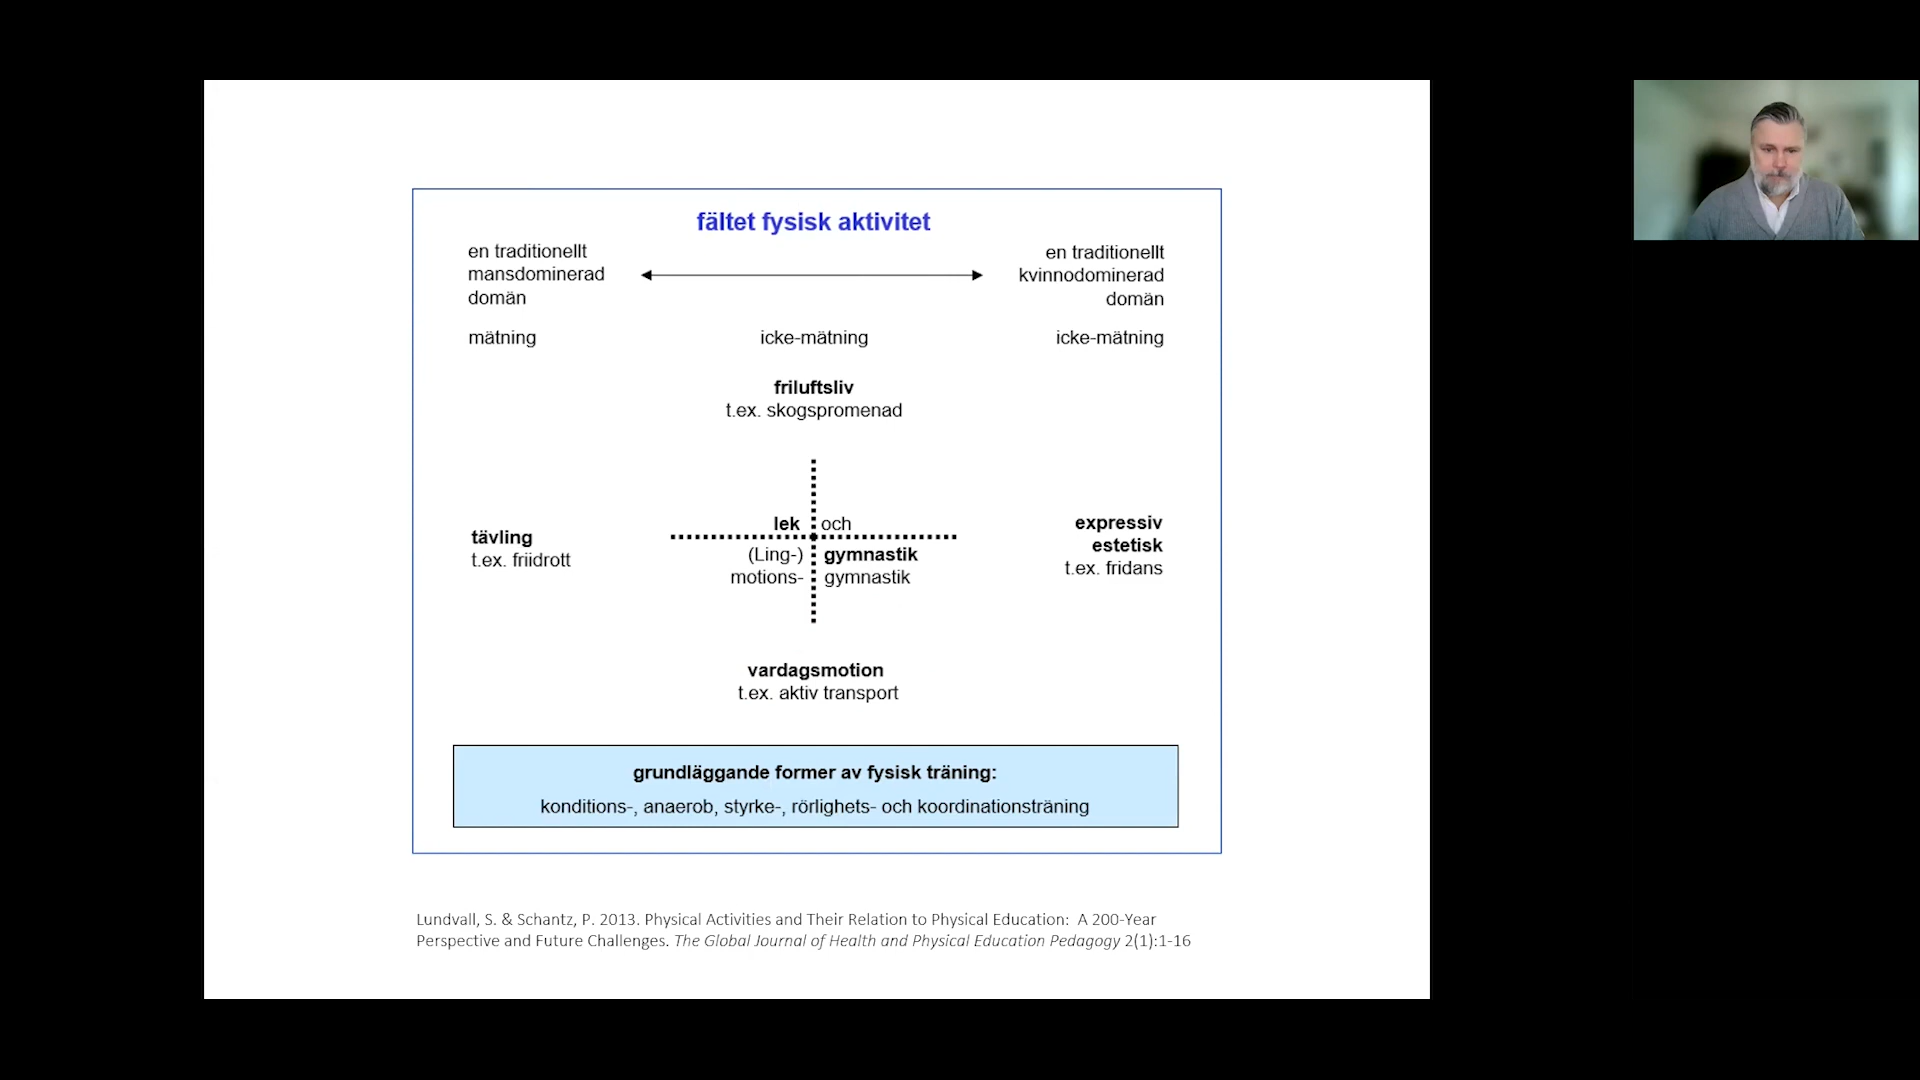 fältet fysisk aktivitet
en traditionellt
mansdominerad
domän
en traditionellt
kvinnodominerad
domän
mätning
icke-mätning
icke-mätning
friluftsliv
t.ex. skogspromenad
tävling
t.ex. friidrott
lek och
(Ling-) gymnastik
motions- gymnastik
expressiv
estetisk
t.ex. fridans
vardagsmotion
t.ex. aktiv transport
grundläggande former av fysisk träning:
konditions-, anaerob, styrke-, rörlighets- och koordinationsträning
Lundvall, S. & Schantz, P. 2013. Physical Activities and Their Relation to Physical Education: A 200-Year
Perspective and Future Challenges. The Global Journal of Health and Physical Education Pedagogy 2(1):1-16